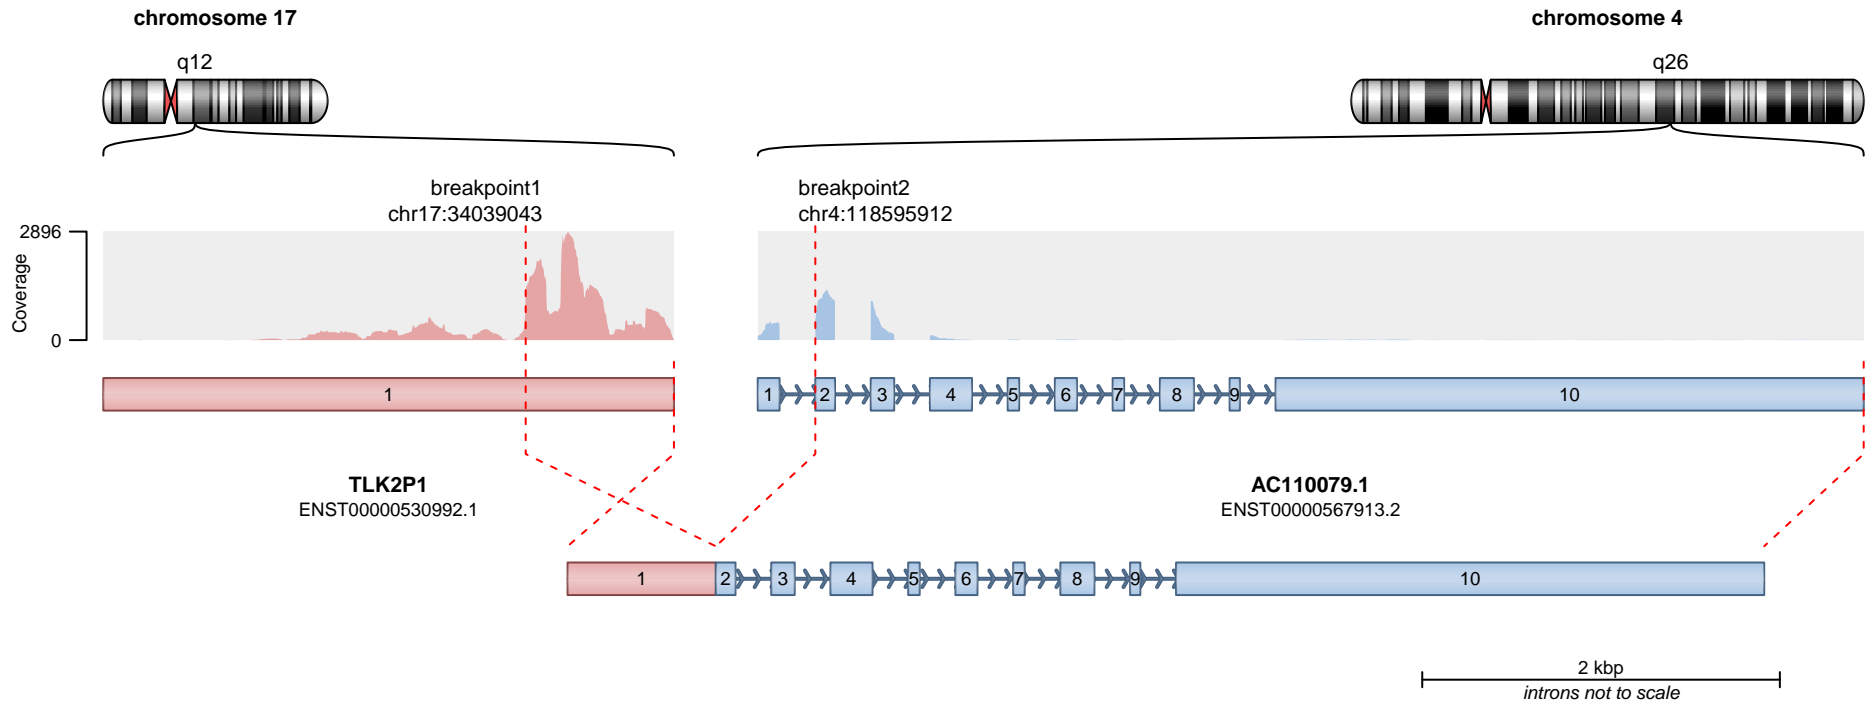 chromosome 17
chromosome 4
q12
q26
breakpoint1
chr17:34039043
breakpoint2
chr4:118595912
2896
Coverage
0
1
1 2 3 4 5 6 7 8 9 10
TLK2P1
ENST00000530992.1
AC110079.1
ENST00000567913.2
1 2 3 4 5 6 7 8 9 10
2 kbp
introns not to scale